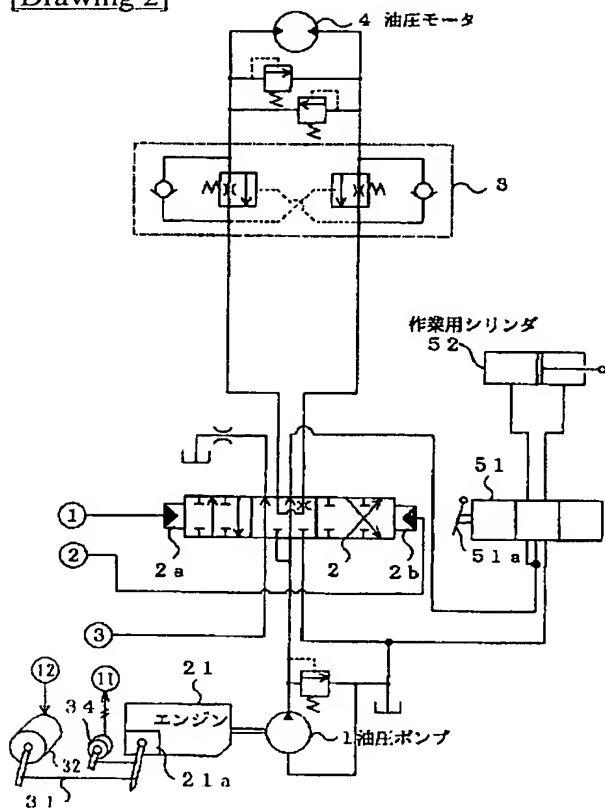 [Drawing 2]
4 油圧モータ
3
作業用シリンダ
52
51
51a
①
②
2a
2
2b
③
⑫
⑪
21
34
エンジン
32
21a
1油圧ポンプ
31